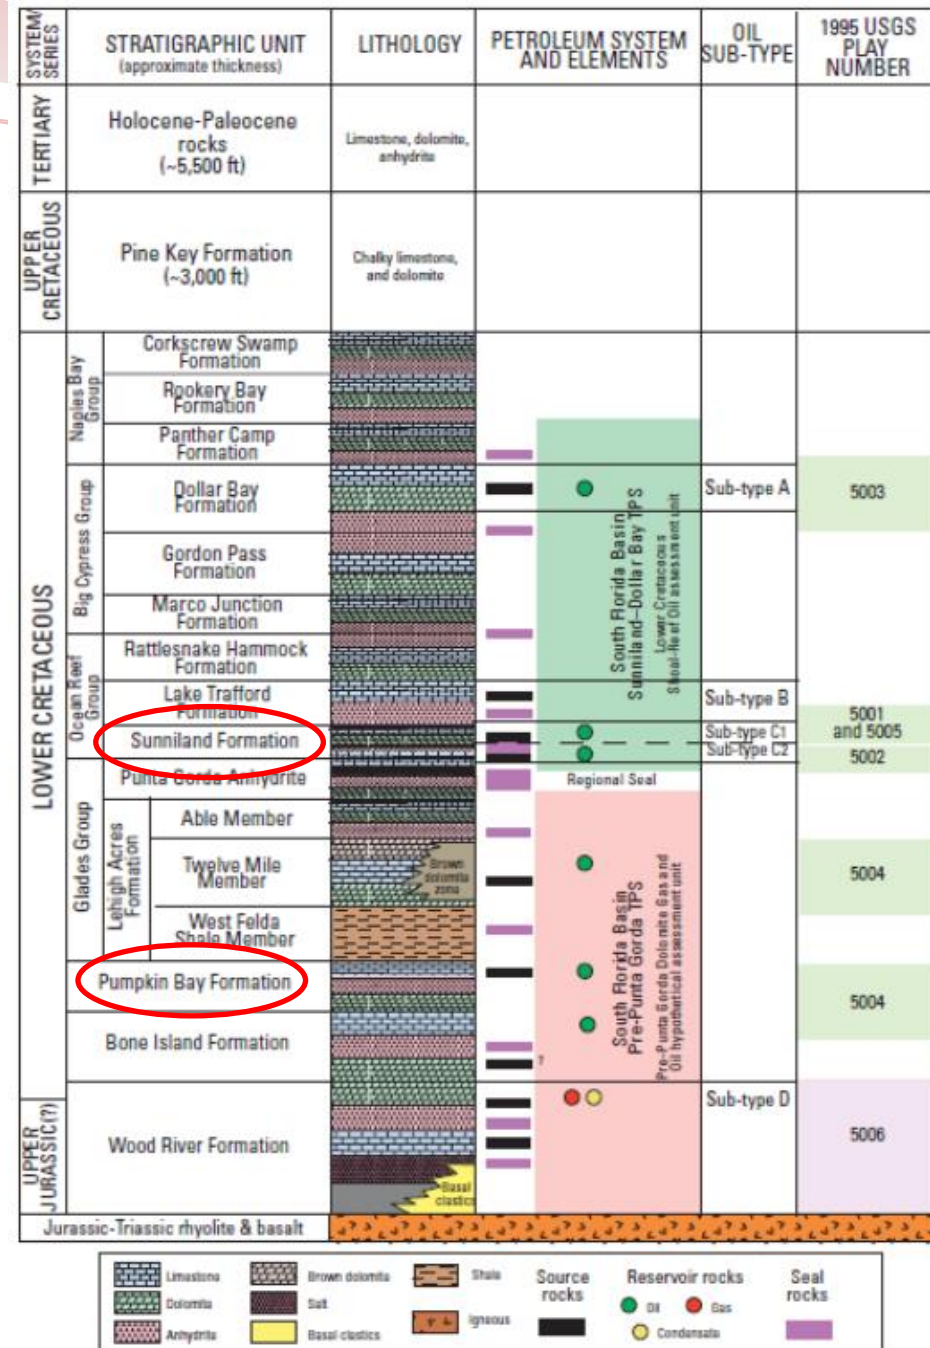 SYSTEM/
SERIES
STRATIGRAPHIC UNIT
(approximate thickness)
LITHOLOGY
PETROLEUM SYSTEM
AND ELEMENTS
OIL
SUB-TYPE
1995 USGS
PLAY
NUMBER
TERTIARY
Holocene-Paleocene
rocks
(~5,500 ft)
Limestone, dolomite,
anhydrite
UPPER
CRETACEOUS
Pine Key Formation
(~3,000 ft)
Chalky limestone,
and dolomite
LOWER CRETACEOUS
Naples Bay
Group
Corkscrew Swamp
Formation
Rookery Bay
Formation
Panther Camp
Formation
Big Cypress Group
Dollar Bay
Formation
Sub-type A
5003
Gordon Pass
Formation
Marco Junction
Formation
South Florida Basin
Sunniland–Dollar Bay TPS
Lower Cretaceous
Shoal-Reef Oil assessment unit
Ocean Reef
Group
Rattlesnake Hammock
Formation
Lake Trafford
Formation
Sub-type B
5001
and 5005
Sunniland Formation
Sub-type C1
Sub-type C2
5002
Glades Group
Punta Gorda Anhydrite
Regional Seal
Lehigh Acres
Formation
Able Member
Twelve Mile
Member
Brown
dolomite
zone
5004
West Felda
Shale Member
South Florida Basin
Pre-Punta Gorda TPS
Pre-Punta Gorda Dolomite Gas and
Oil hypothetical assessment unit
Pumpkin Bay Formation
5004
Bone Island Formation
?
UPPER
JURASSIC(?)
Wood River Formation
Basal
clastics
Sub-type D
5006
Jurassic-Triassic rhyolite & basalt
Limestone
Brown dolomite
Shale
Source
rocks
Reservoir rocks
Seal
rocks
Dolomite
Salt
Oil
Gas
Anhydrite
Basal clastics
Igneous
Condensate